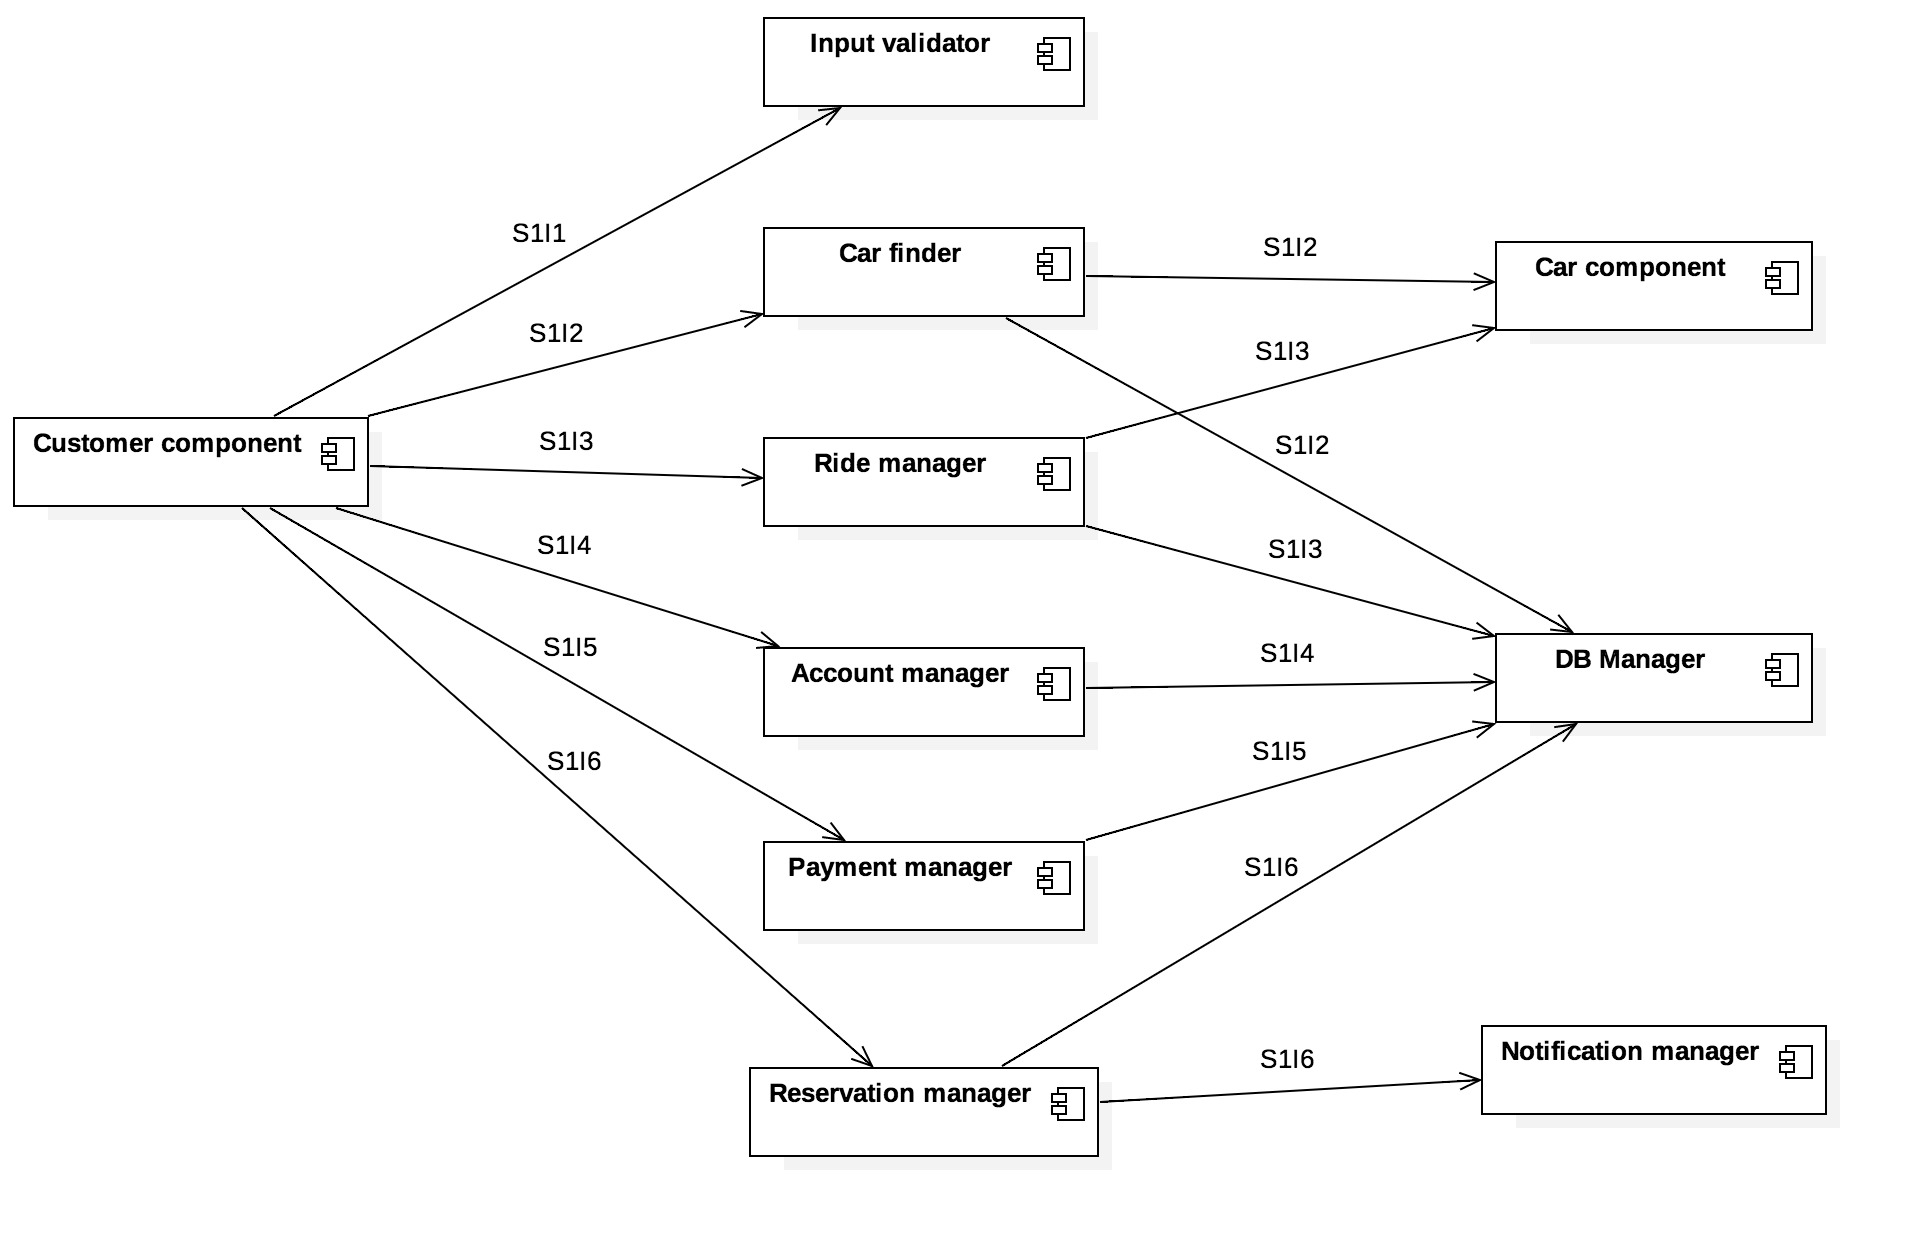 Input validator
S1I1
Car finder
S1I2
Car component
S1I2
S1I3
Customer component
S1I3
Ride manager
S1I2
S1I4
S1I3
S1I5
Account manager
S1I4
DB Manager
S1I6
S1I5
Payment manager
S1I6
Reservation manager
S1I6
Notification manager